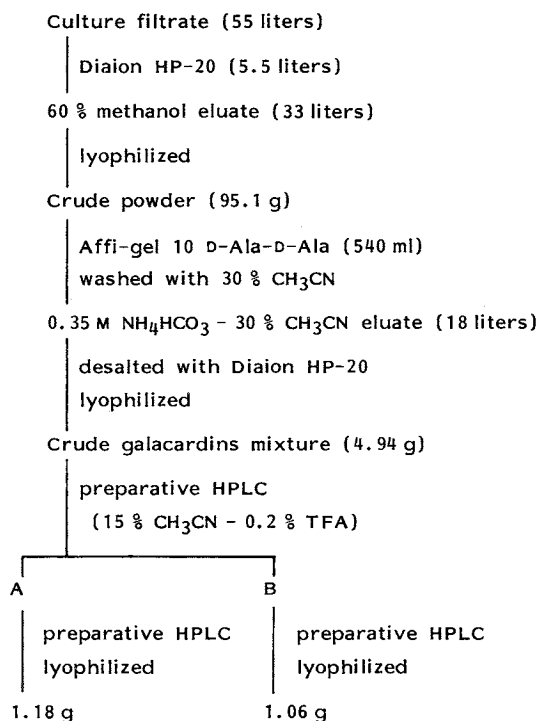 Culture filtrate (55 liters)
Diaion HP-20 (5.5 liters)
60 % methanol eluate (33 liters)
lyophilized
Crude powder (95.1 g)
Affi-gel 10 D-Ala-D-Ala (540 ml)
washed with 30 % CH₃CN
0.35 M NH₄HCO₃ - 30 % CH₃CN eluate (18 liters)
desalted with Diaion HP-20
lyophilized
Crude galacardins mixture (4.94 g)
preparative HPLC
(15 % CH₃CN - 0.2 % TFA)
A B
preparative HPLC preparative HPLC
lyophilized lyophilized
1.18 g 1.06 g